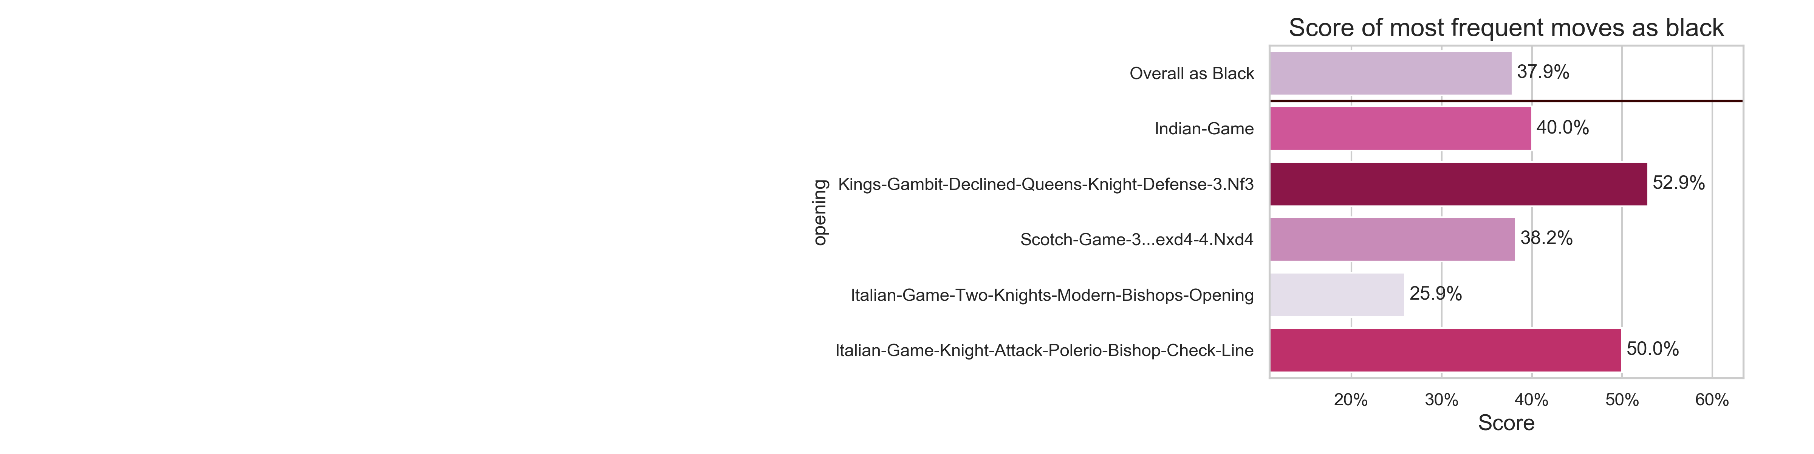 Score of most frequent moves as black
Overall as Black
37.9%
Indian-Game
40.0%
Kings-Gambit-Declined-Queens-Knight-Defense-3.Nf3
52.9%
Scotch-Game-3...exd4-4.Nxd4
38.2%
Italian-Game-Two-Knights-Modern-Bishops-Opening
25.9%
Italian-Game-Knight-Attack-Polerio-Bishop-Check-Line
50.0%
opening
20% 30% 40% 50% 60%
Score